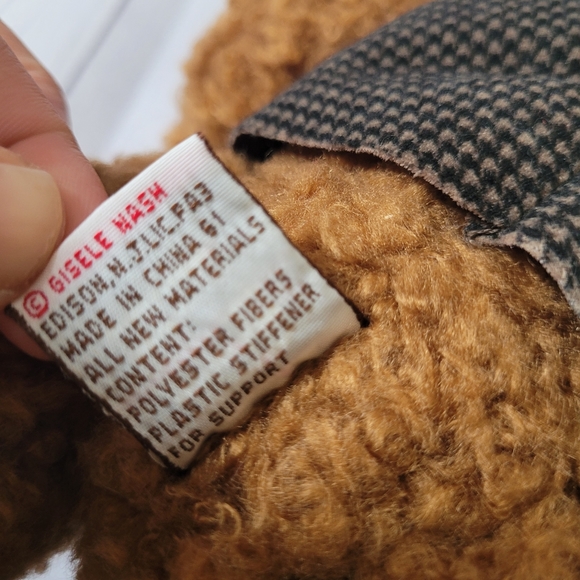 © GISELE NASH
EDISON,N.J.LIC.PA3
MADE IN CHINA 61
ALL NEW MATERIALS
CONTENT:
POLYESTER FIBERS
PLASTIC STIFFENER
FOR SUPPORT